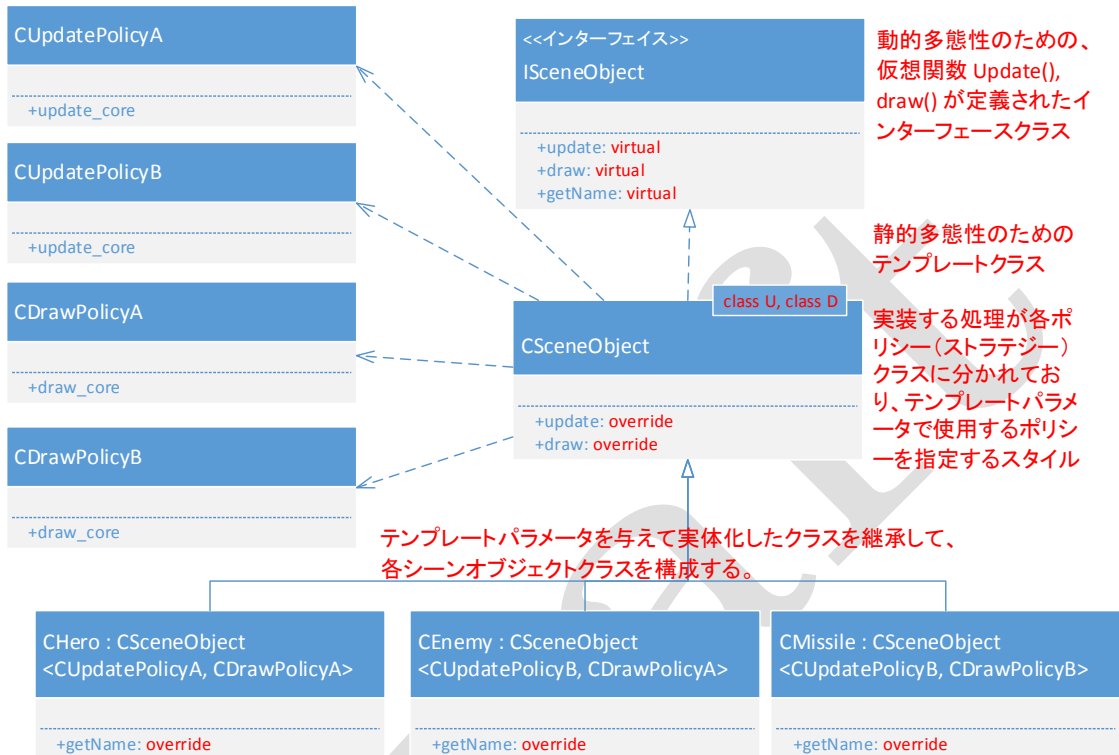 CUpdatePolicyA
+update_core
CUpdatePolicyB
+update_core
CDrawPolicyA
+draw_core
CDrawPolicyB
+draw_core
<<インターフェイス>>
ISceneObject
+update: virtual
+draw: virtual
+getName: virtual
動的多態性のための、
仮想関数 Update(),
draw() が定義されたイ
ンターフェースクラス
静的多態性のための
テンプレートクラス
class U, class D
CSceneObject
+update: override
+draw: override
実装する処理が各ポ
リシー（ストラテジー）
クラスに分かれてお
り、テンプレートパラメ
ータで使用するポリシ
ーを指定するスタイル
テンプレートパラメータを与えて実体化したクラスを継承して、
各シーンオブジェクトクラスを構成する。
CHero : CSceneObject
<CUpdatePolicyA, CDrawPolicyA>
+getName: override
CEnemy : CSceneObject
<CUpdatePolicyB, CDrawPolicyA>
+getName: override
CMissile : CSceneObject
<CUpdatePolicyB, CDrawPolicyB>
+getName: override